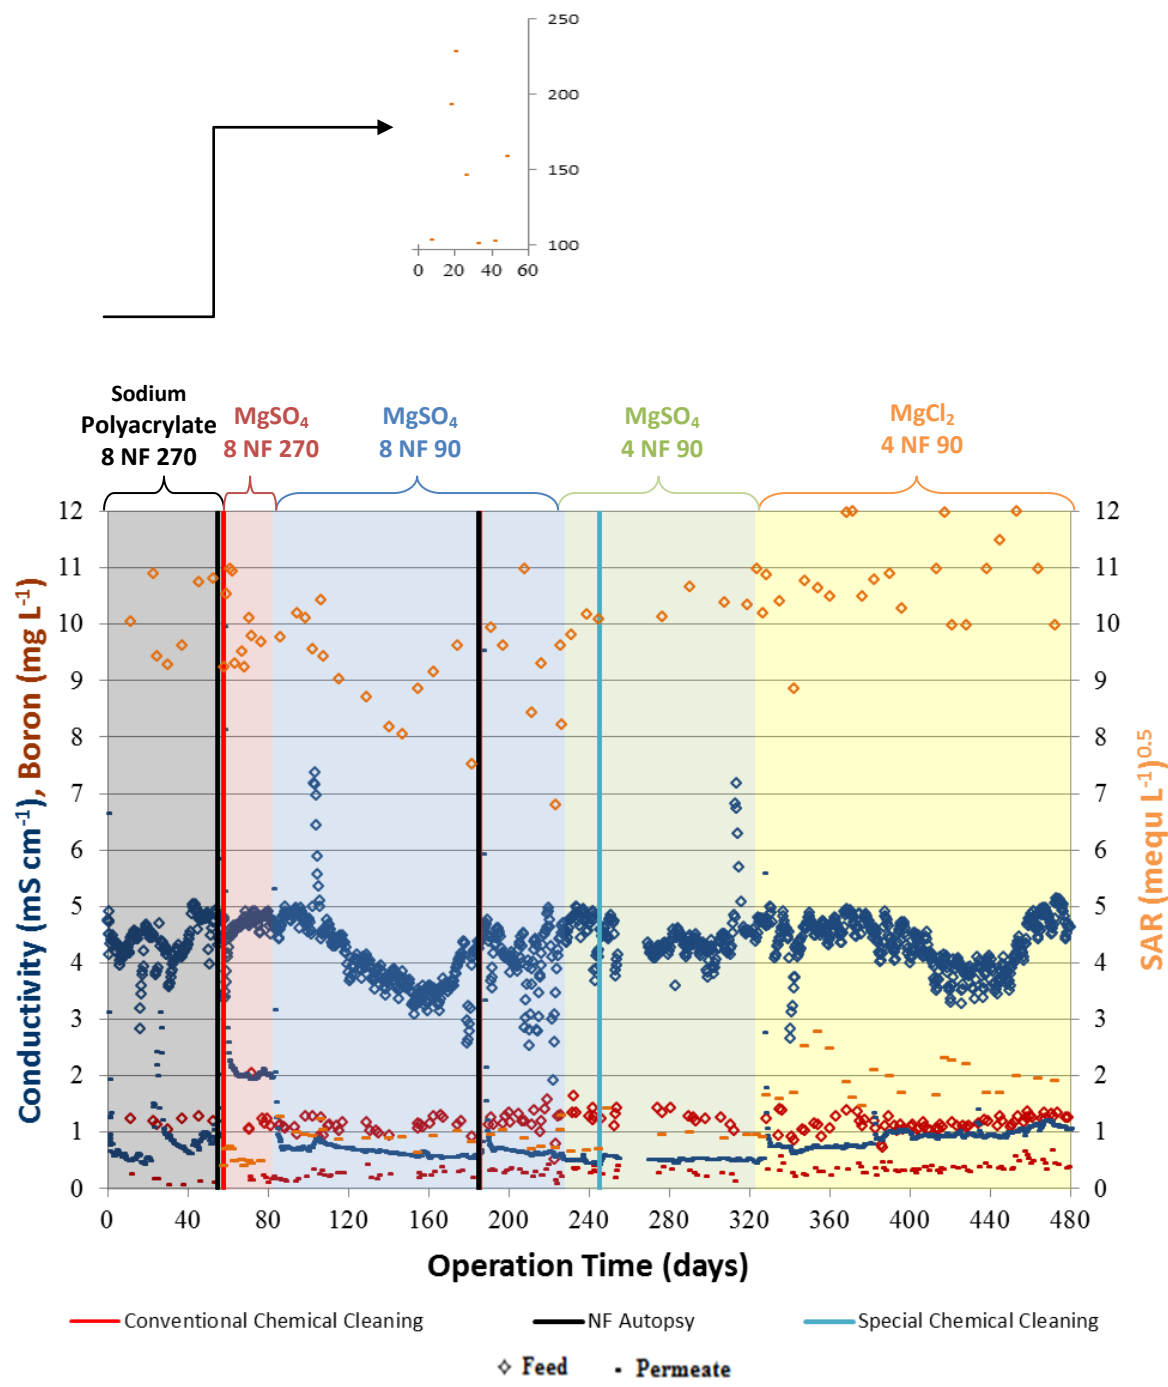 250
200
150
100
0 20 40 60
Sodium
Polyacrylate
8 NF 270
MgSO₄
8 NF 270
MgSO₄
8 NF 90
MgSO₄
4 NF 90
MgCl₂
4 NF 90
12 12
11 11
10 10
9 9
8 8
7 7
6 6
5 5
4 4
3 3
2 2
1 1
0 0
Conductivity (mS cm⁻¹), Boron (mg L⁻¹)
SAR (mequ L⁻¹)⁰·⁵
0 40 80 120 160 200 240 280 320 360 400 440 480
Operation Time (days)
Conventional Chemical Cleaning NF Autopsy Special Chemical Cleaning
Feed Permeate